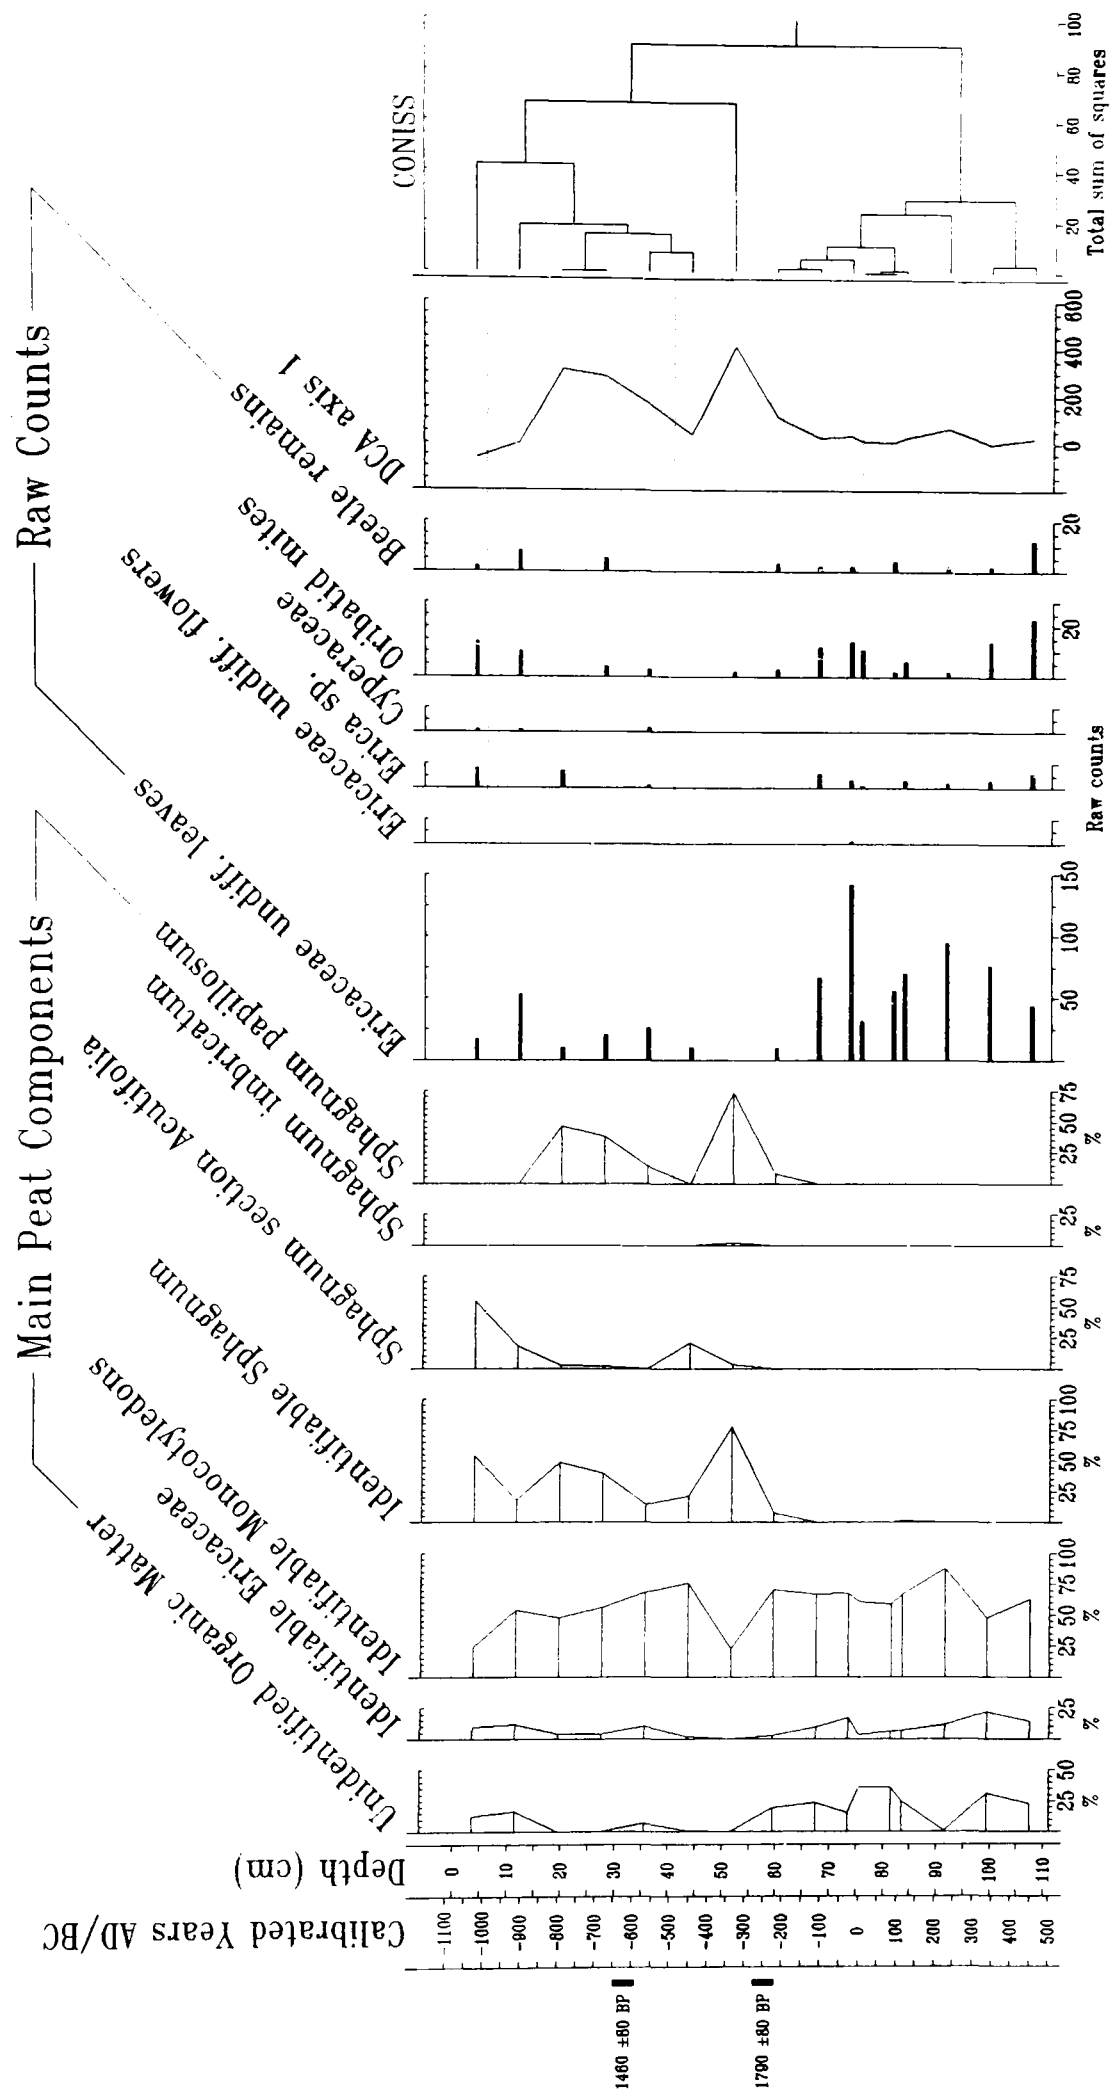 Main Peat Components
Raw Counts
Calibrated Years AD/BC
Depth (cm)
Unidentified Organic Matter
Identifiable Ericaceae
Identifiable Monocotyledons
Identifiable Sphagnum
Sphagnum section Acutifolia
Sphagnum imbricatum
Sphagnum papillosum
Ericaceae undiff. leaves
Ericaceae undiff. flowers
Erica sp.
Cyperaceae
Oribatid mites
Beetle remains
DCA axis 1
CONISS
1460 ±60 BP
1790 ±80 BP
-1100 -1000 -900 -800 -700 -600 -500 -400 -300 -200 -100 0 100 200 300 400 500
0 10 20 30 40 50 60 70 80 90 100 110
25 50
%
25
%
25 50 75 100
%
25 50 75 100
%
25 50 75
%
25
%
25 50 75
%
50 100 150
Raw counts
20
20
0 200 400 600
20 40 60 80 100
Total sum of squares